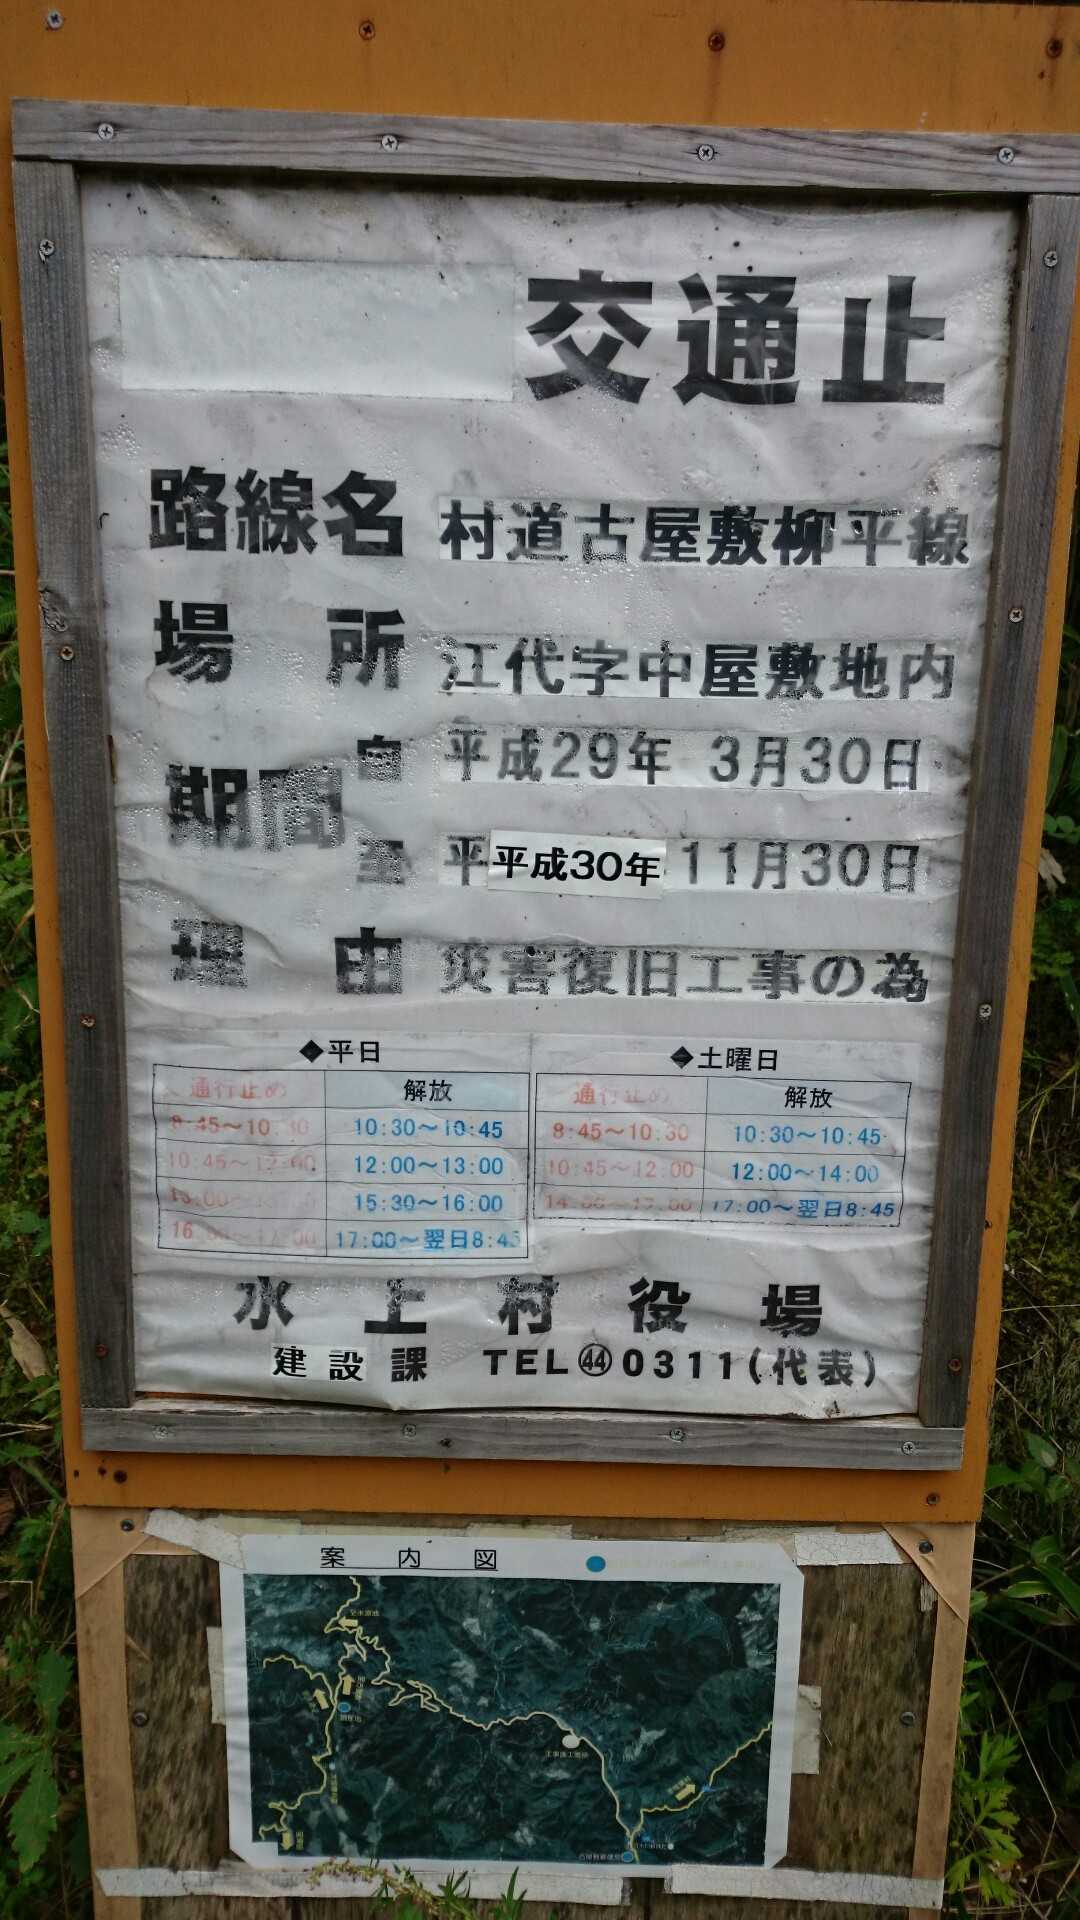 交通止
路線名 村道古屋敷柳平線
場所 江代字中屋敷地内
期間 自 平成29年 3月30日
至 平 平成30年 11月30日
理由 災害復旧工事の為
◆平日
通行止め 解放
8:45～10:30 10:30～10:45
10:45～12:00 12:00～13:00
15:30～16:00
17:00～翌日8:45
◆土曜日
通行止め 解放
8:45～10:30 10:30～10:45
10:45～12:00 12:00～14:00
14:00～17:00 17:00～翌日8:45
水上村役場
建設課 TEL㊹0311(代表)
案内図